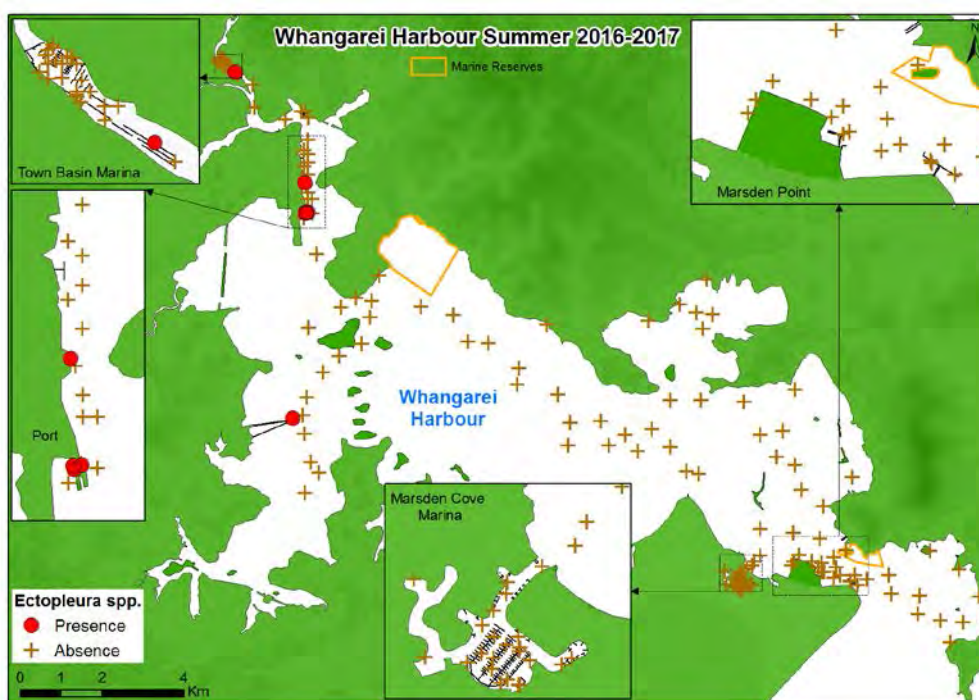 Whangarei Harbour Summer 2016-2017
Marine Reserves
Town Basin Marina
Marsden Point
Port
Whangarei
Harbour
Marsden Cove
Marina
Ectopleura spp.
Presence
Absence
0 1 2 4
Km